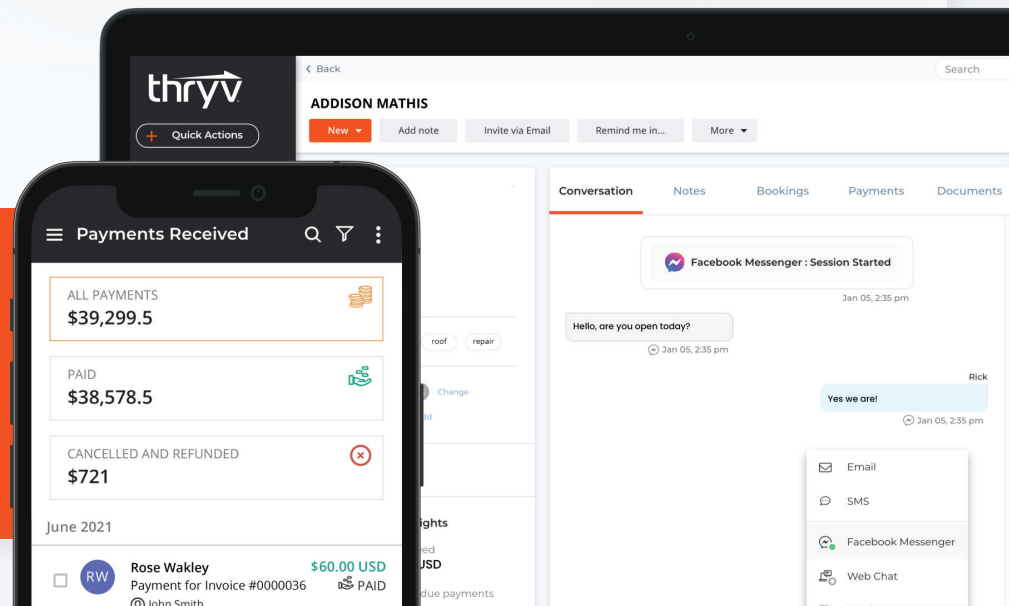 thryv
Quick Actions
Back
Search
ADDISON MATHIS
New
Add note
Invite via Email
Remind me in...
More
Payments Received
ALL PAYMENTS
$39,299.5
PAID
$38,578.5
CANCELLED AND REFUNDED
$721
June 2021
RW
Rose Wakley
$60.00 USD
Payment for Invoice #0000036
PAID
John Smith
roof
repair
Change
USD
due payments
Conversation
Notes
Bookings
Payments
Documents
Facebook Messenger : Session Started
Jan 05, 2:35 pm
Hello, are you open today?
Jan 05, 2:35 pm
Rick
Yes we are!
Jan 05, 2:35 pm
Email
SMS
Facebook Messenger
Web Chat